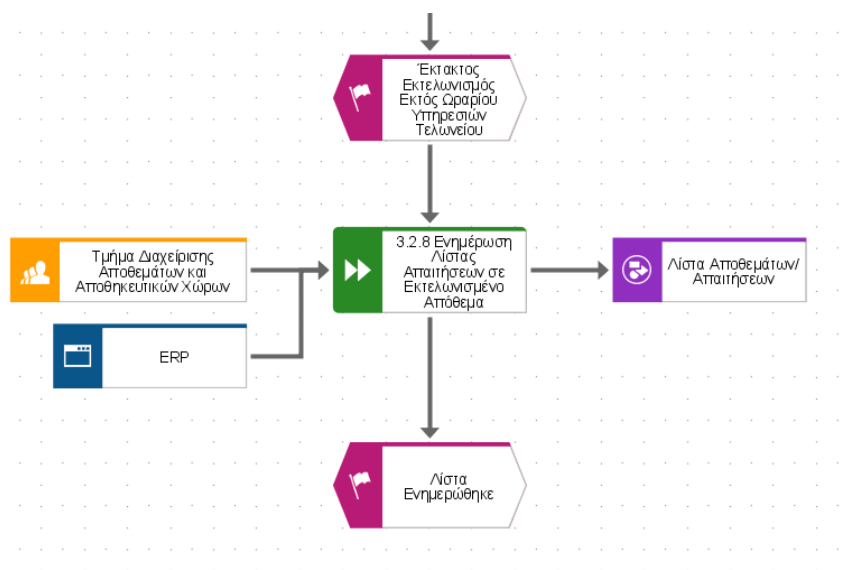 Έκτακτος
Εκτελωνισμός
Εκτός Ωραρίου
Υπηρεσιών
Τελωνείου
Τμήμα Διαχείρισης
Αποθεμάτων και
Αποθηκευτικών Χώρων
3.2.8 Ενημέρωση
Λίστας
Απαιτήσεων σε
Εκτελωνισμένο
Απόθεμα
Λίστα Αποθεμάτων/
Απαιτήσεων
ERP
Λίστα
Ενημερώθηκε